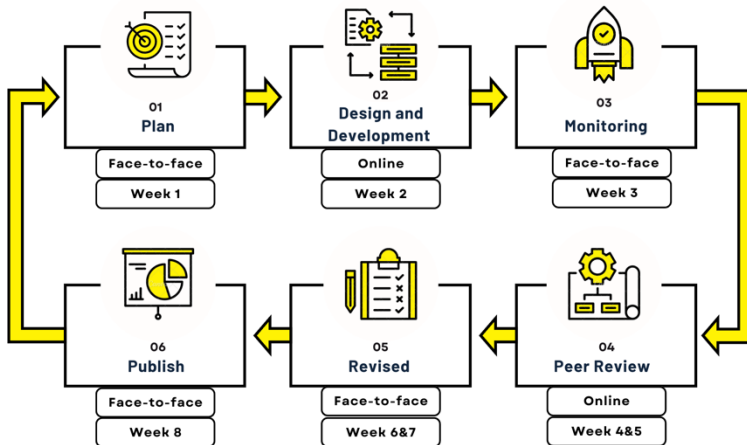 01
Plan
Face-to-face
Week 1
02
Design and
Development
Online
Week 2
03
Monitoring
Face-to-face
Week 3
04
Peer Review
Online
Week 4&5
05
Revised
Face-to-face
Week 6&7
06
Publish
Face-to-face
Week 8